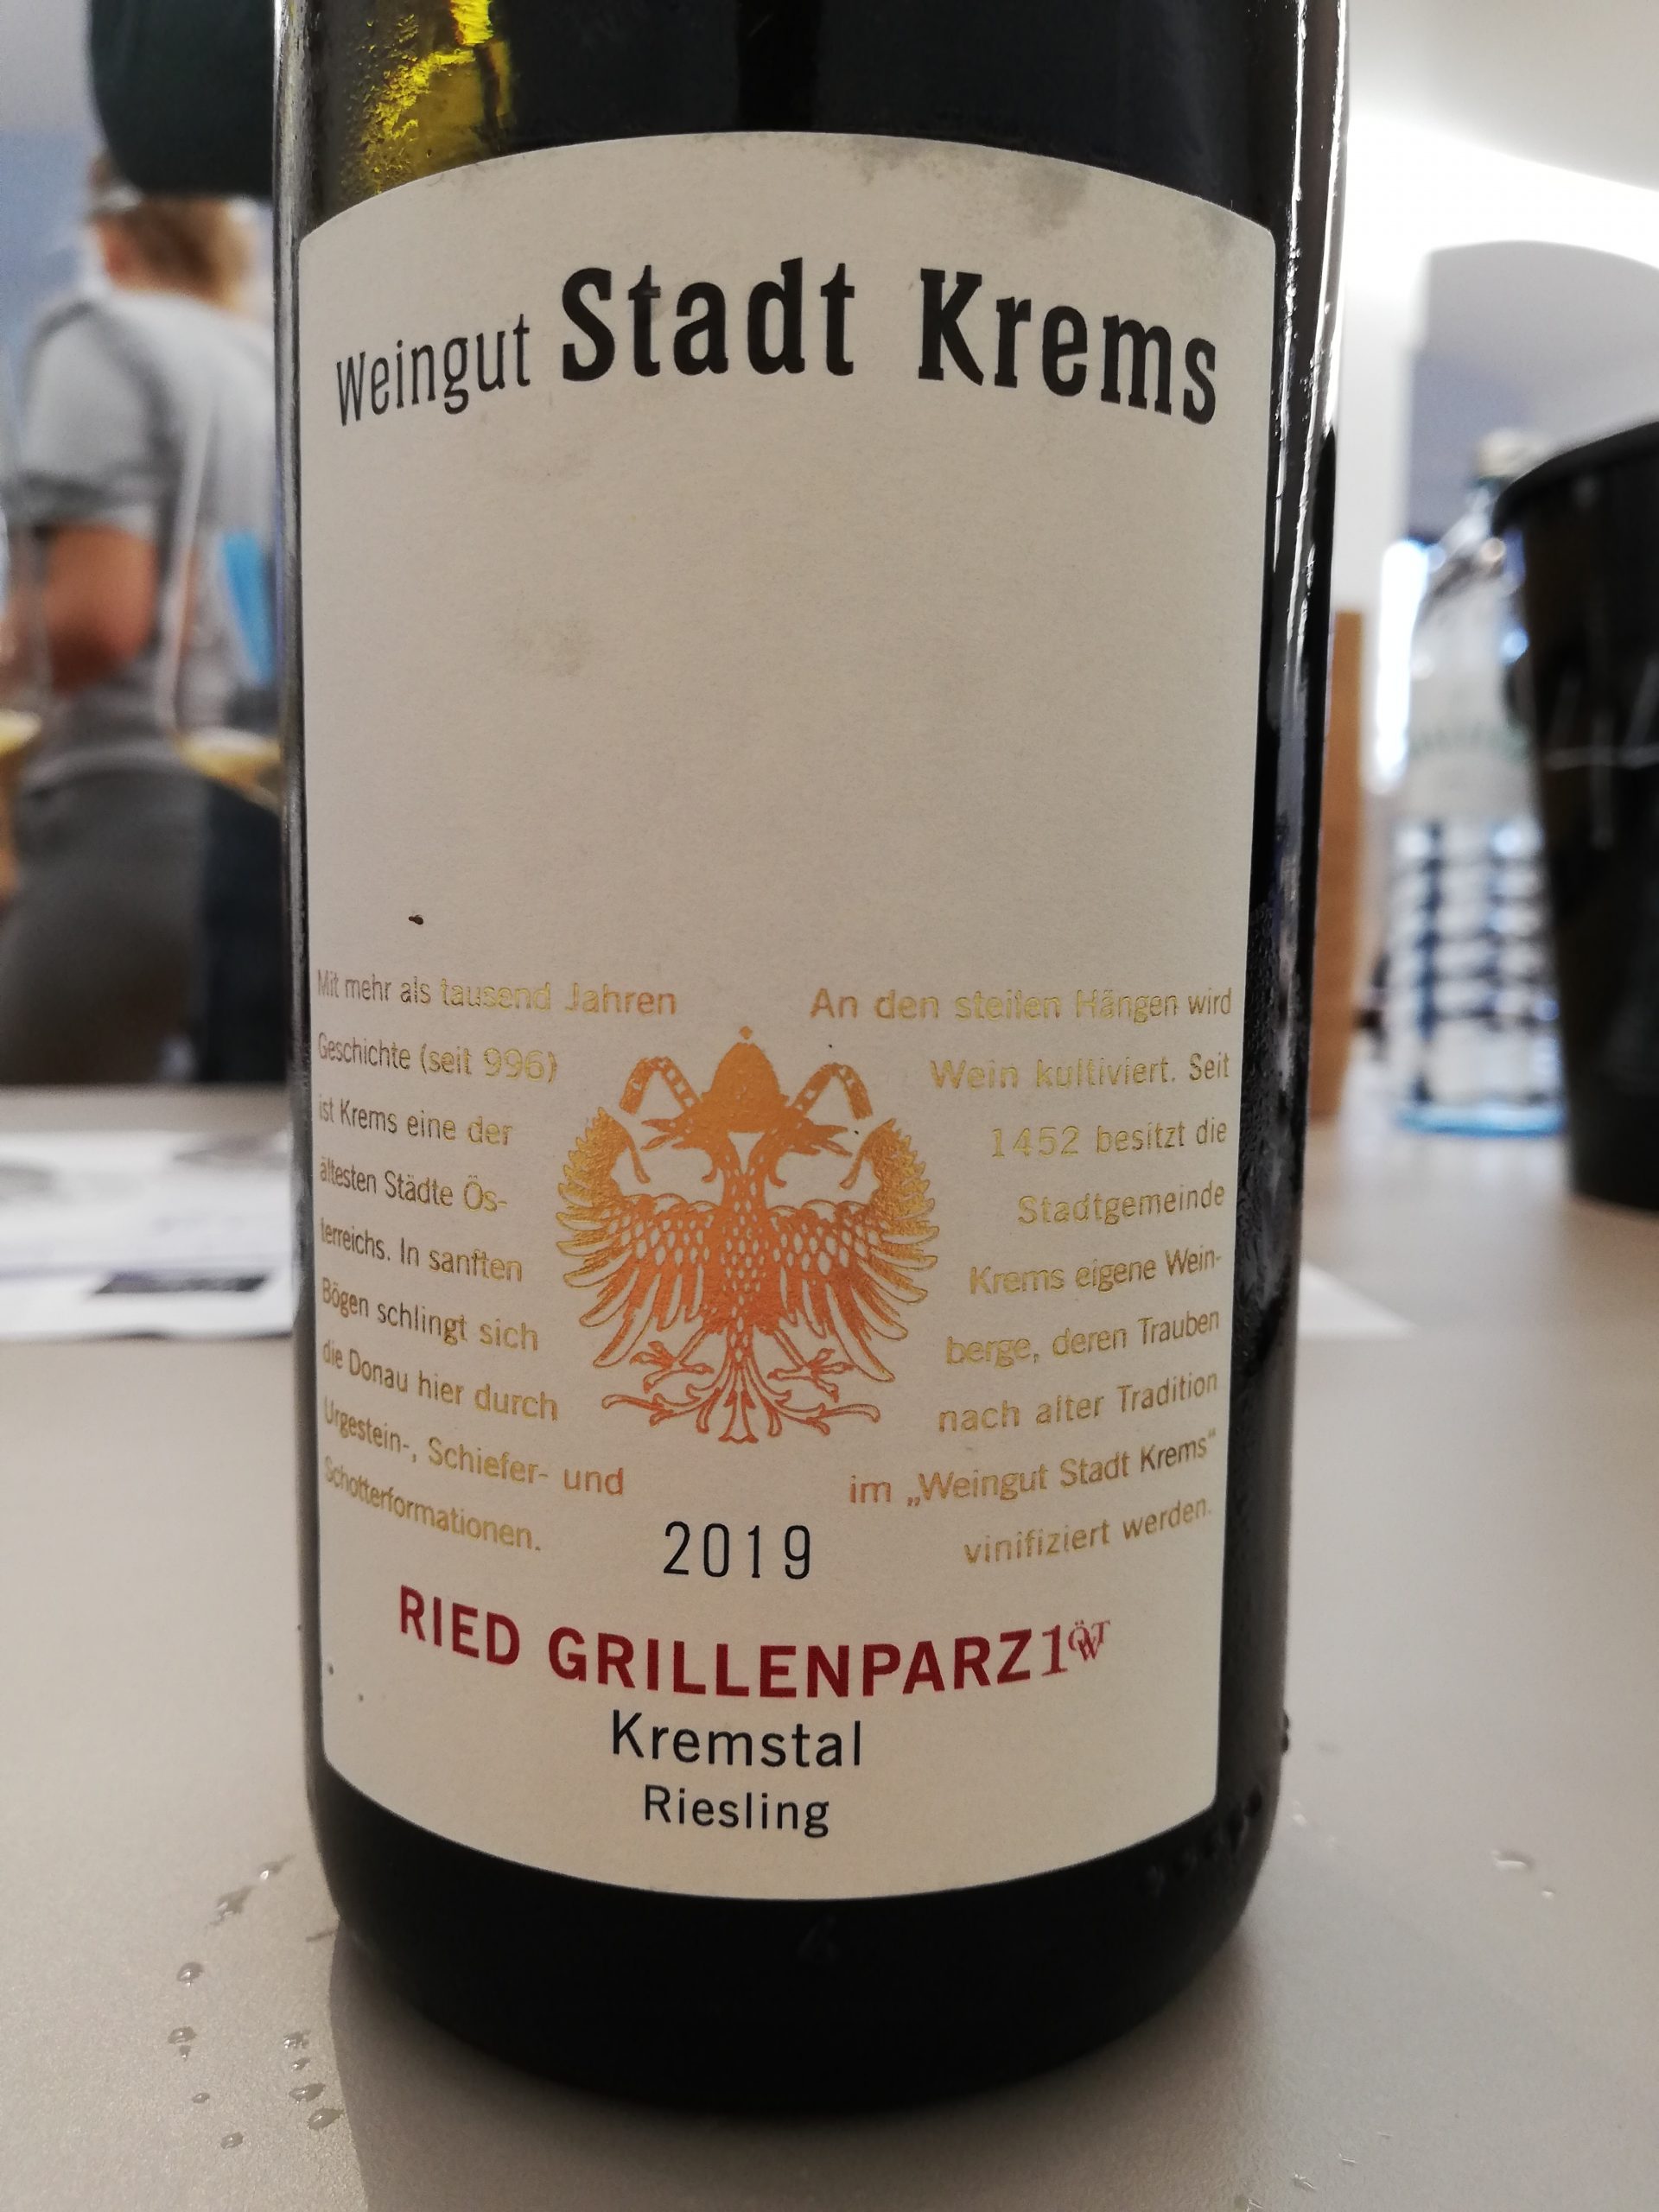 Weingut Stadt Krems
Mit mehr als tausend Jahren
Geschichte (seit 996)
ist Krems eine der
ältesten Städte Ös-
terreichs. In sanften
Bögen schlingt sich
die Donau hier durch
Urgestein-, Schiefer- und
Schotterformationen.
An den steilen Hängen wird
Wein kultiviert. Seit
1452 besitzt die
Stadtgemeinde
Krems eigene Wein-
berge, deren Trauben
nach alter Tradition
im „Weingut Stadt Krems“
vinifiziert werden.
2019
RIED GRILLENPARZ 1ÖTW
Kremstal
Riesling